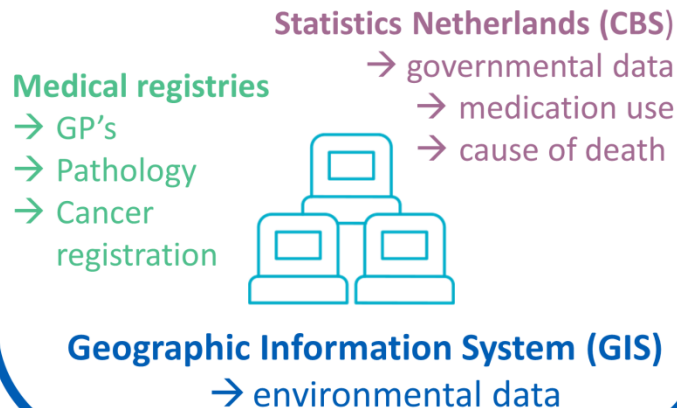 Statistics Netherlands (CBS)
→ governmental data
→ medication use
→ cause of death
Medical registries
→ GP's
→ Pathology
→ Cancer
registration
Geographic Information System (GIS)
→ environmental data